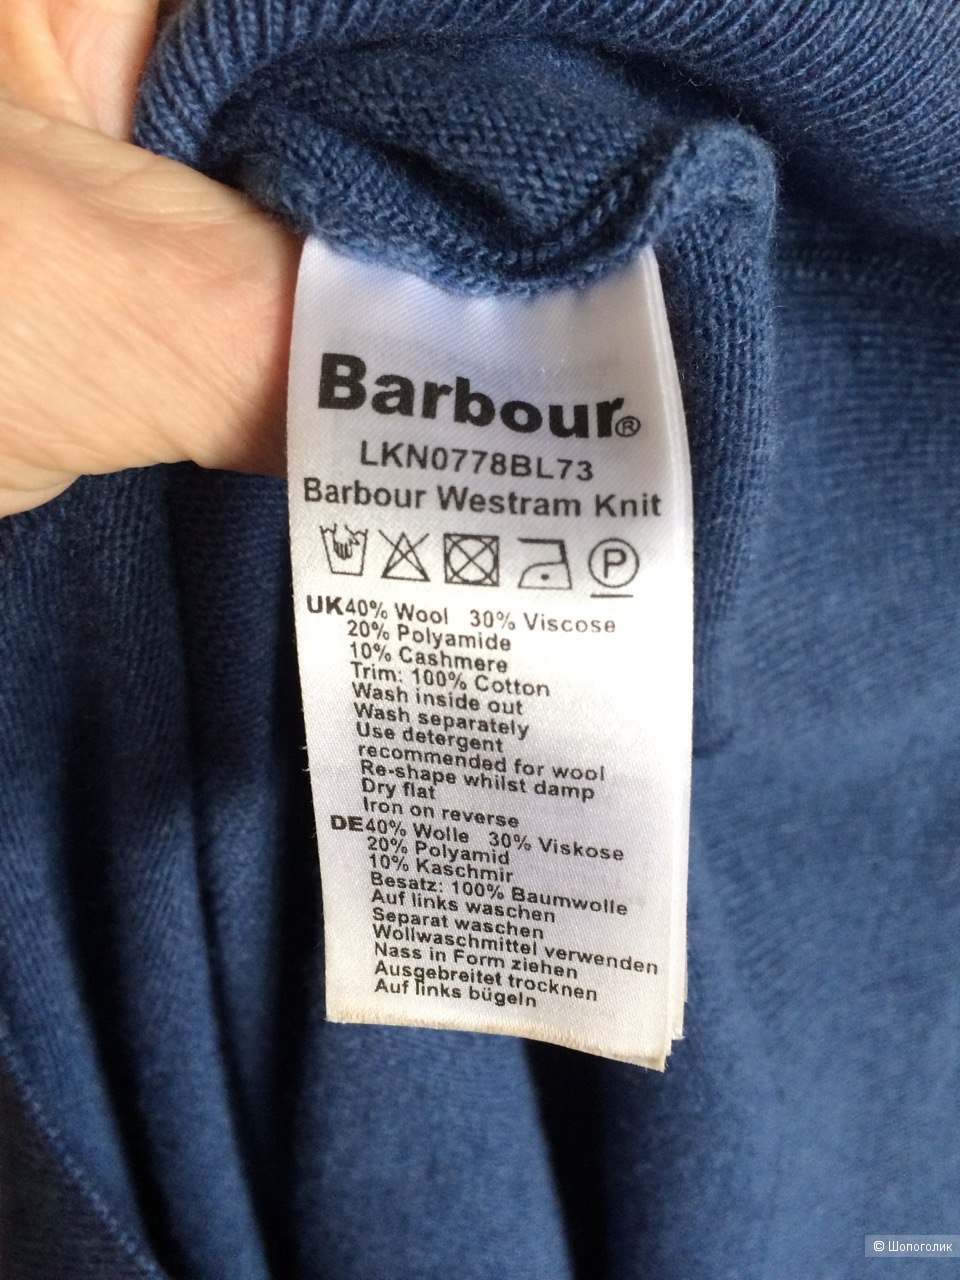 Barbour®
LKN0778BL73
Barbour Westram Knit
P
UK40% Wool 30% Viscose
20% Polyamide
10% Cashmere
Trim: 100% Cotton
Wash inside out
Wash separately
Use detergent
recommended for wool
Re-shape whilst damp
Dry flat
Iron on reverse
DE40% Wolle 30% Viskose
20% Polyamid
10% Kaschmir
Besatz: 100% Baumwolle
Auf links waschen
Separat waschen
Wollwaschmittel verwenden
Nass in Form ziehen
Ausgebreitet trocknen
Auf links bügeln
© Шопоголик